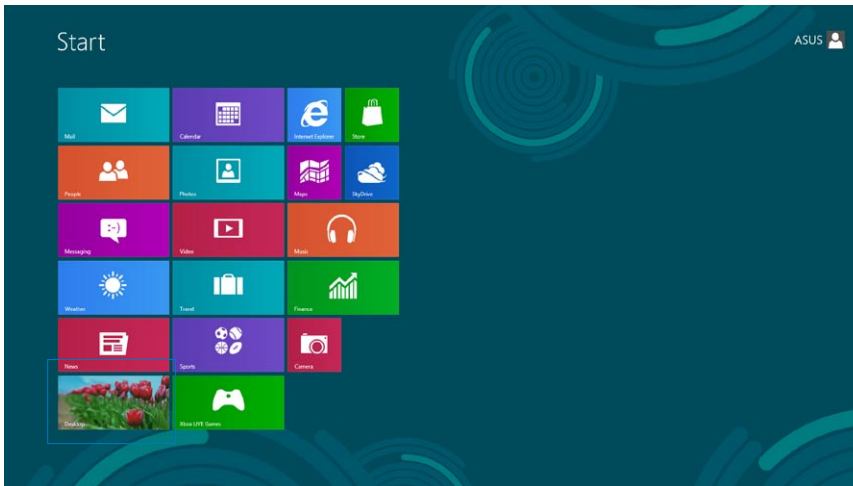 Start
ASUS
Mail
Calendar
Internet Explorer
Store
People
Photos
Maps
SkyDrive
:-)
Messaging
Video
Music
Weather
Travel
Finance
News
Sports
Camera
Desktop
Xbox LIVE Games